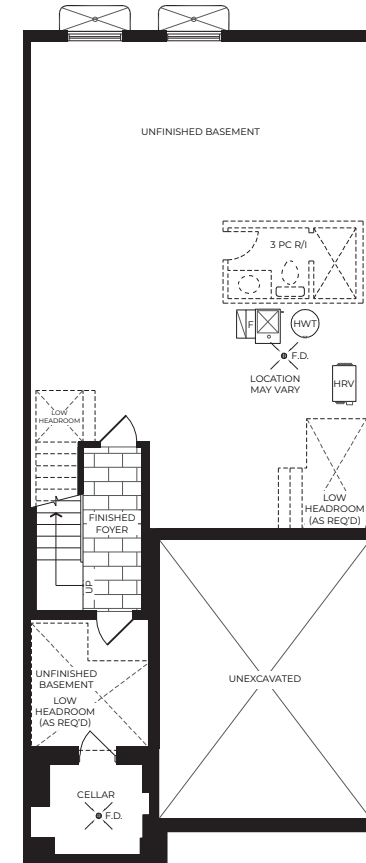 UNFINISHED BASEMENT
3 PC R/I
F
HWT
F.D.
LOCATION
MAY VARY
HRV
LOW
HEADROOM
LOW
HEADROOM
(AS REQ'D)
FINISHED
FOYER
UP
UNFINISHED
BASEMENT
LOW
HEADROOM
(AS REQ'D)
UNEXCAVATED
CELLAR
F.D.